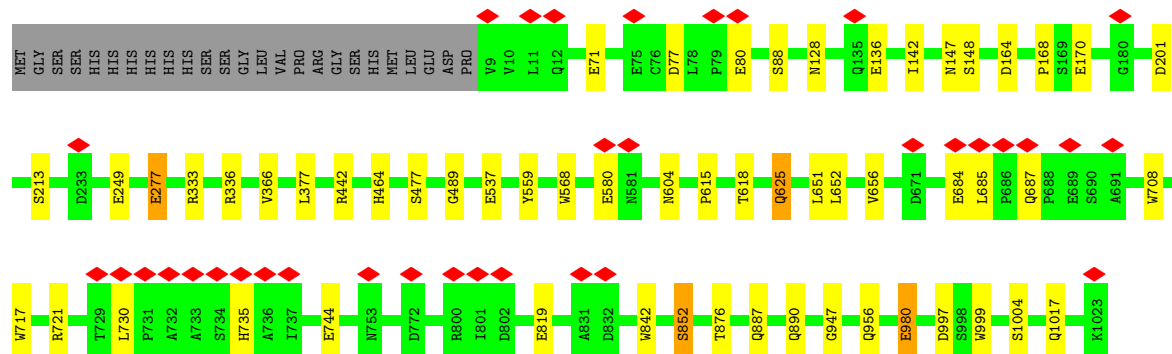 MET GLY SER SER HIS HIS HIS HIS HIS HIS SER SER GLY LEU VAL PRO ARG GLY SER HIS MET LEU GLU ASP PRO V9 V10 L11 Q12 E71 E75 C76 D77 L78 P79 E80 S88 N128 Q135 E136 I142 N147 S148 D164 P168 S169 E170 G180 D201
S213 D233 E249 E277 R333 R336 V366 L377 R442 H464 S477 G489 E537 Y559 W568 E580 N581 N604 P615 T618 Q625 L651 L652 V656 D671 E684 L685 P686 Q687 P688 E689 S690 A691 W708
W717 R721 T729 L730 P731 A732 A733 S734 H735 A736 I737 E744 N753 D772 R800 I801 D802 E819 A831 D832 W842 S852 T876 Q887 Q890 G947 Q956 E980 D997 S998 W999 S1004 Q1017 K1023